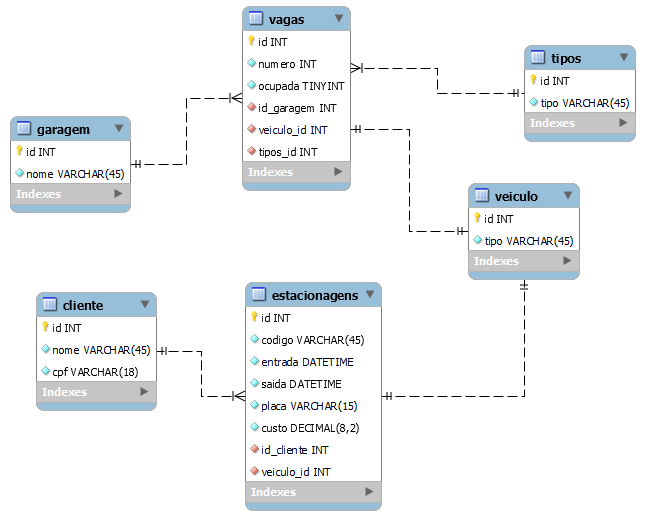 vagas
id INT
numero INT
ocupada TINYINT
id_garagem INT
veiculo_id INT
tipos_id INT
Indexes
tipos
id INT
tipo VARCHAR(45)
Indexes
garagem
id INT
nome VARCHAR(45)
Indexes
veiculo
id INT
tipo VARCHAR(45)
Indexes
cliente
id INT
nome VARCHAR(45)
cpf VARCHAR(18)
Indexes
estacionagens
id INT
codigo VARCHAR(45)
entrada DATETIME
saida DATETIME
placa VARCHAR(15)
custo DECIMAL(8,2)
id_cliente INT
veiculo_id INT
Indexes